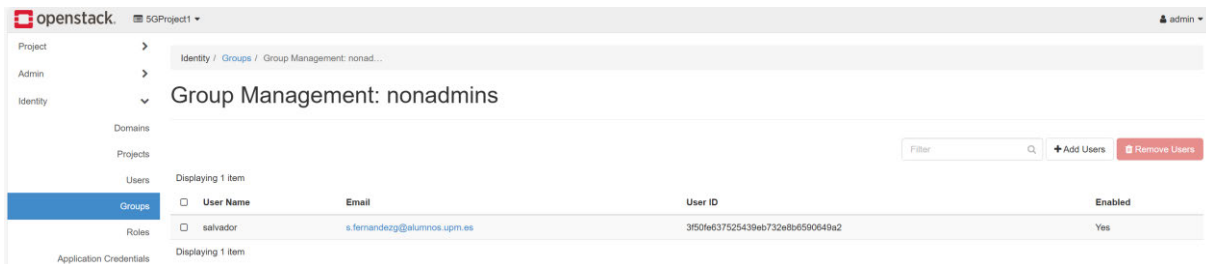 openstack. 5GProject1 admin
Project
Admin
Identity
Domains
Projects
Users
Groups
Roles
Application Credentials
Identity / Groups / Group Management: nonad...
Group Management: nonadmins
Filter +Add Users Remove Users
Displaying 1 item
User Name Email User ID Enabled
salvador s.fernandezg@alumnos.upm.es 3f50fe637525439eb732e8b6590649a2 Yes
Displaying 1 item